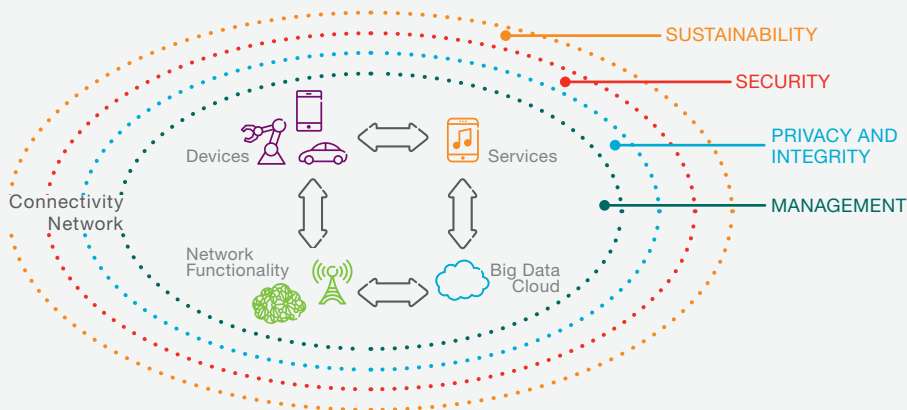 SUSTAINABILITY
SECURITY
PRIVACY AND
INTEGRITY
MANAGEMENT
Devices
Services
Connectivity
Network
Network
Functionality
Big Data
Cloud